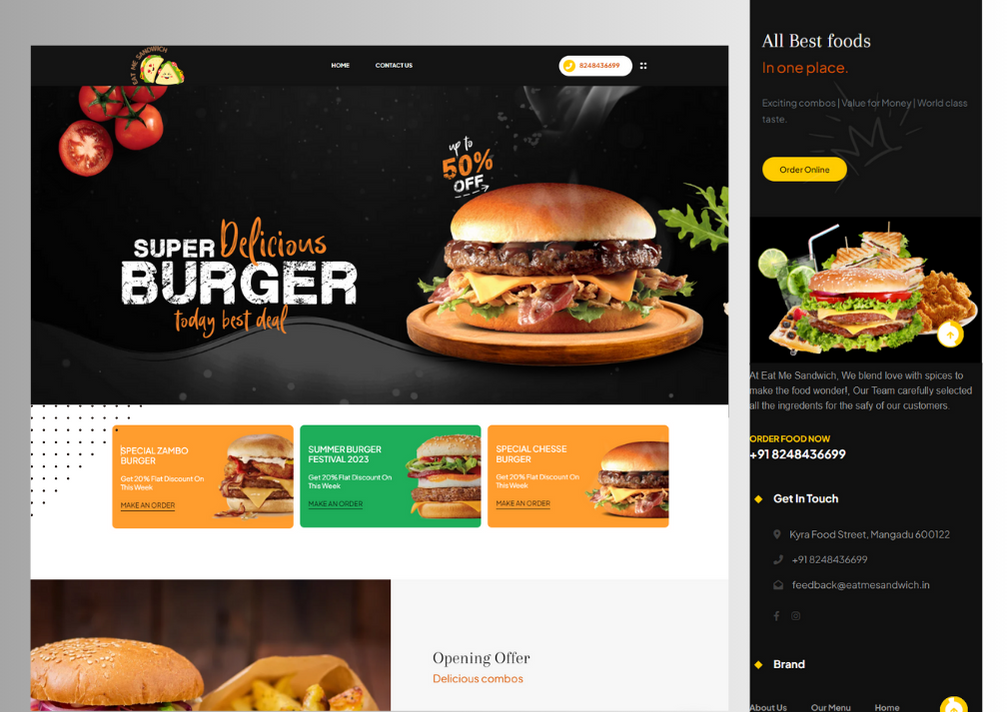 EAT ME SANDWICH
HOME
CONTACT US
8248436699
up to
50%
OFF
SUPER Delicious
BURGER
today best deal
SPECIAL ZAMBO
BURGER
Get 20% Flat Discount On
This Week
MAKE AN ORDER
SUMMER BURGER
FESTIVAL 2023
Get 20% Flat Discount On
This Week
MAKE AN ORDER
SPECIAL CHESSE
BURGER
Get 20% Flat Discount On
This Week
MAKE AN ORDER
Opening Offer
Delicious combos
All Best foods
In one place.
Exciting combos | Value for Money | World class
taste.
Order Online
At Eat Me Sandwich, We blend love with spices to
make the food wonder!, Our Team carefully selected
all the ingredents for the safy of our customers.
ORDER FOOD NOW
+91 8248436699
Get In Touch
Kyra Food Street, Mangadu 600122
+91 8248436699
feedback@eatmesandwich.in
Brand
About Us
Our Menu
Home